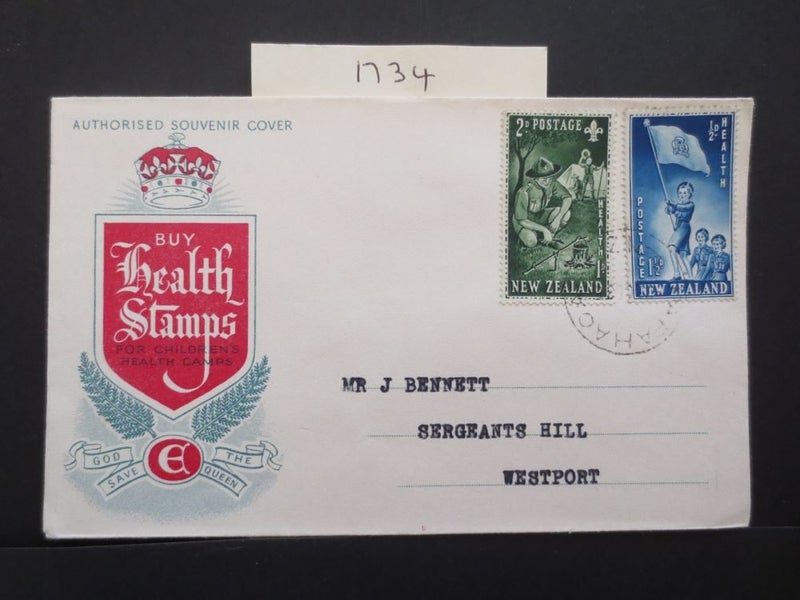 1734
AUTHORISED SOUVENIR COVER
BUY
Health
Stamps
FOR CHILDREN'S
HEALTH CAMPS
GOD SAVE THE QUEEN
E
2D POSTAGE
HEALTH 1D
NEW ZEALAND
½D
HEALTH
POSTAGE
1½D
NEW ZEALAND
MR J BENNETT
SERGEANTS HILL
WESTPORT